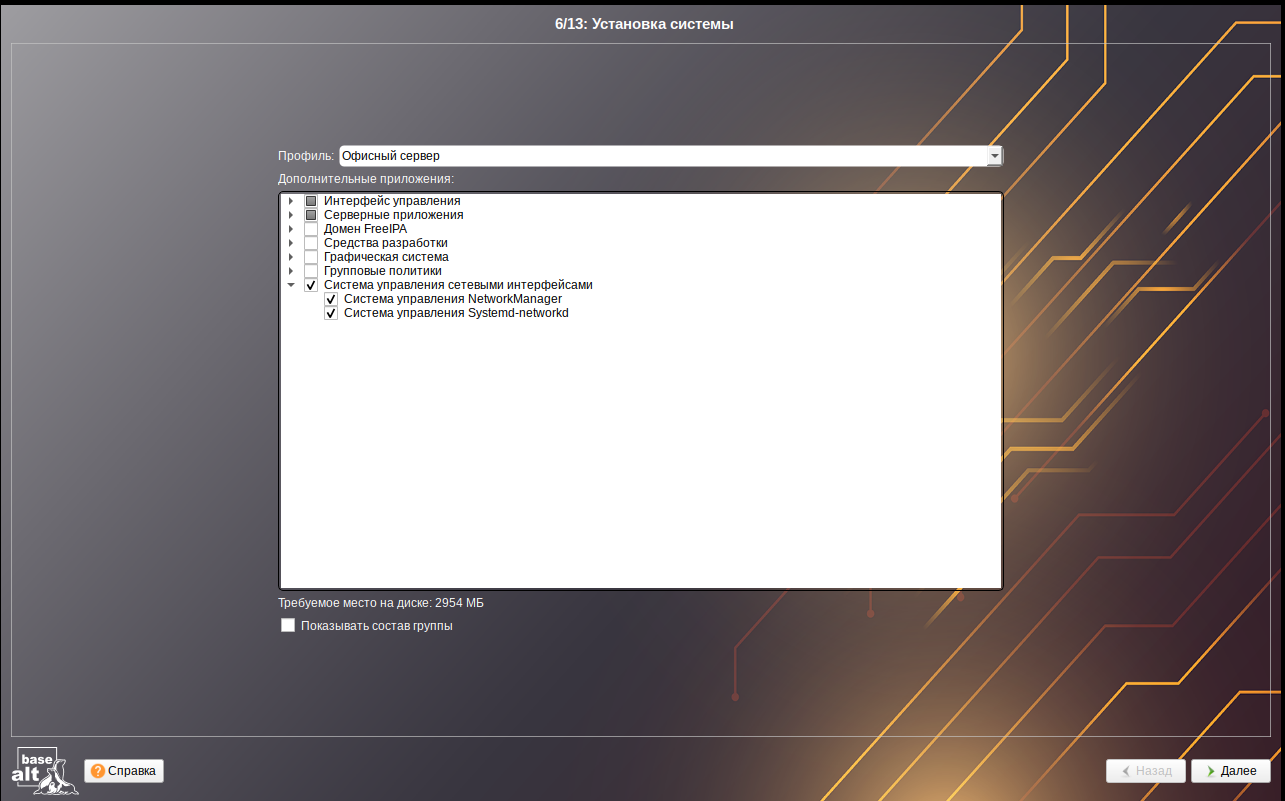 6/13: Установка системы
Профиль: Офисный сервер
Дополнительные приложения:
Интерфейс управления
Серверные приложения
Домен FreeIPA
Средства разработки
Графическая система
Групповые политики
Система управления сетевыми интерфейсами
Система управления NetworkManager
Система управления Systemd-networkd
Требуемое место на диске: 2954 МБ
Показывать состав группы
base
alt
? Справка
Назад
Далее